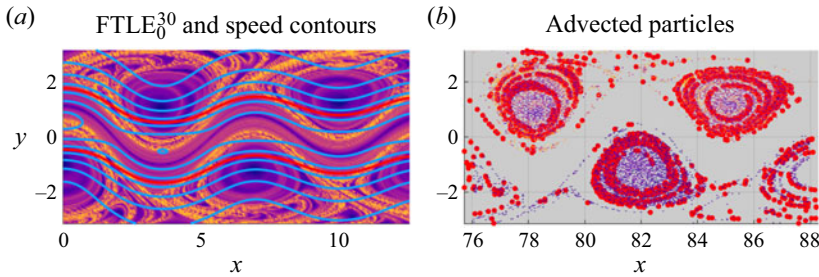 (a) FTLE₀³⁰ and speed contours
(b) Advected particles
2
0
–2
y
0 5 10
x
2
0
–2
76 78 80 82 84 86 88
x